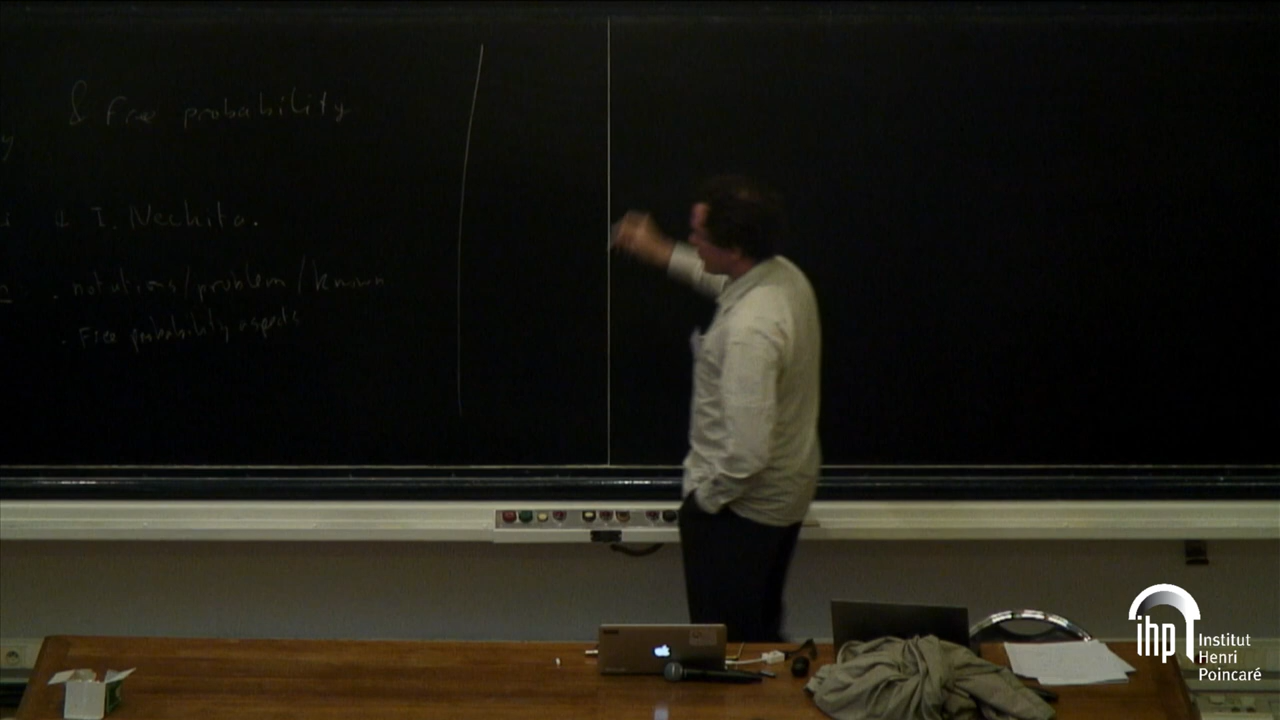 & Free probability
y
& I. Nechita.
. notations/problem/known
. Free probability aspects
ihp Institut
Henri
Poincaré